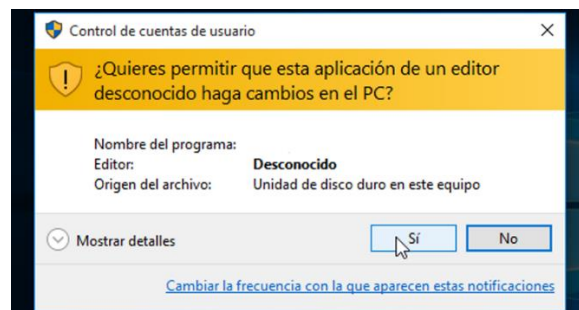 Control de cuentas de usuario
¿Quieres permitir que esta aplicación de un editor
desconocido haga cambios en el PC?
Nombre del programa:
Editor: Desconocido
Origen del archivo: Unidad de disco duro en este equipo
Mostrar detalles Sí No
Cambiar la frecuencia con la que aparecen estas notificaciones